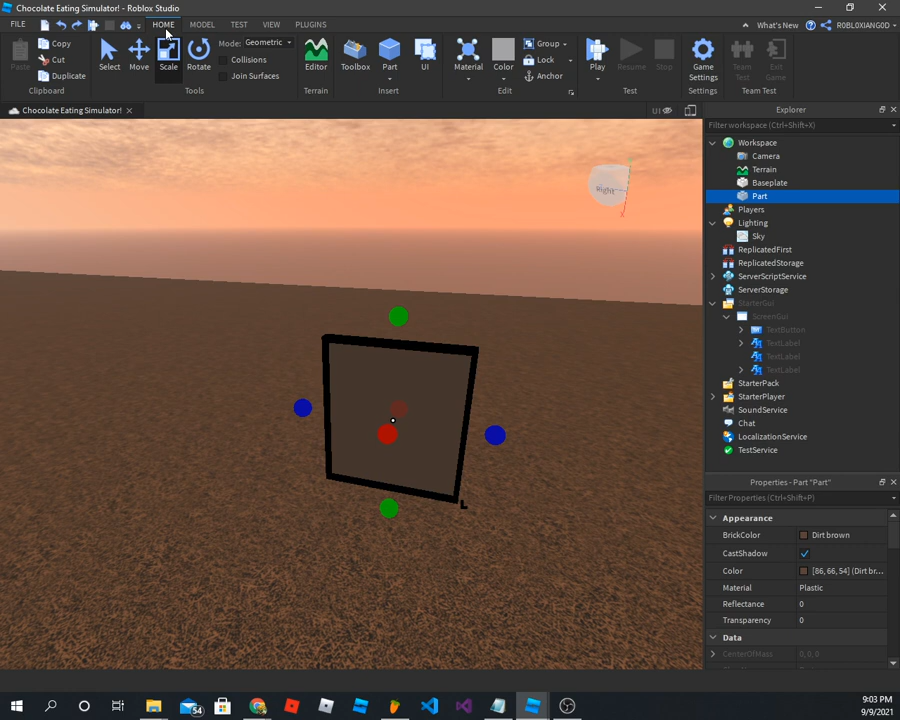 Chocolate Eating Simulator! - Roblox Studio
FILE HOME MODEL TEST VIEW PLUGINS What's New R0BL0XIANG0D
Paste Copy Cut Duplicate Clipboard
Select Move Scale Rotate Mode: Geometric Collisions Join Surfaces Tools
Editor Terrain
Toolbox Part UI Insert
Material Color Group Lock Anchor Edit
Play Resume Stop Test
Game Settings Settings
Team Test Exit Game Team Test
Chocolate Eating Simulator! UI
Right
Explorer
Filter workspace (Ctrl+Shift+X)
Workspace
Camera
Terrain
Baseplate
Part
Players
Lighting
Sky
ReplicatedFirst
ReplicatedStorage
ServerScriptService
ServerStorage
StarterGui
ScreenGui
TextButton
TextLabel
TextLabel
TextLabel
StarterPack
StarterPlayer
SoundService
Chat
LocalizationService
TestService
Properties - Part "Part"
Filter Properties (Ctrl+Shift+P)
Appearance
BrickColor Dirt brown
CastShadow
Color [86, 66, 54] (Dirt br...
Material Plastic
Reflectance 0
Transparency 0
Data
CenterOfMass 0, 0, 0
54
9:03 PM
9/9/2021